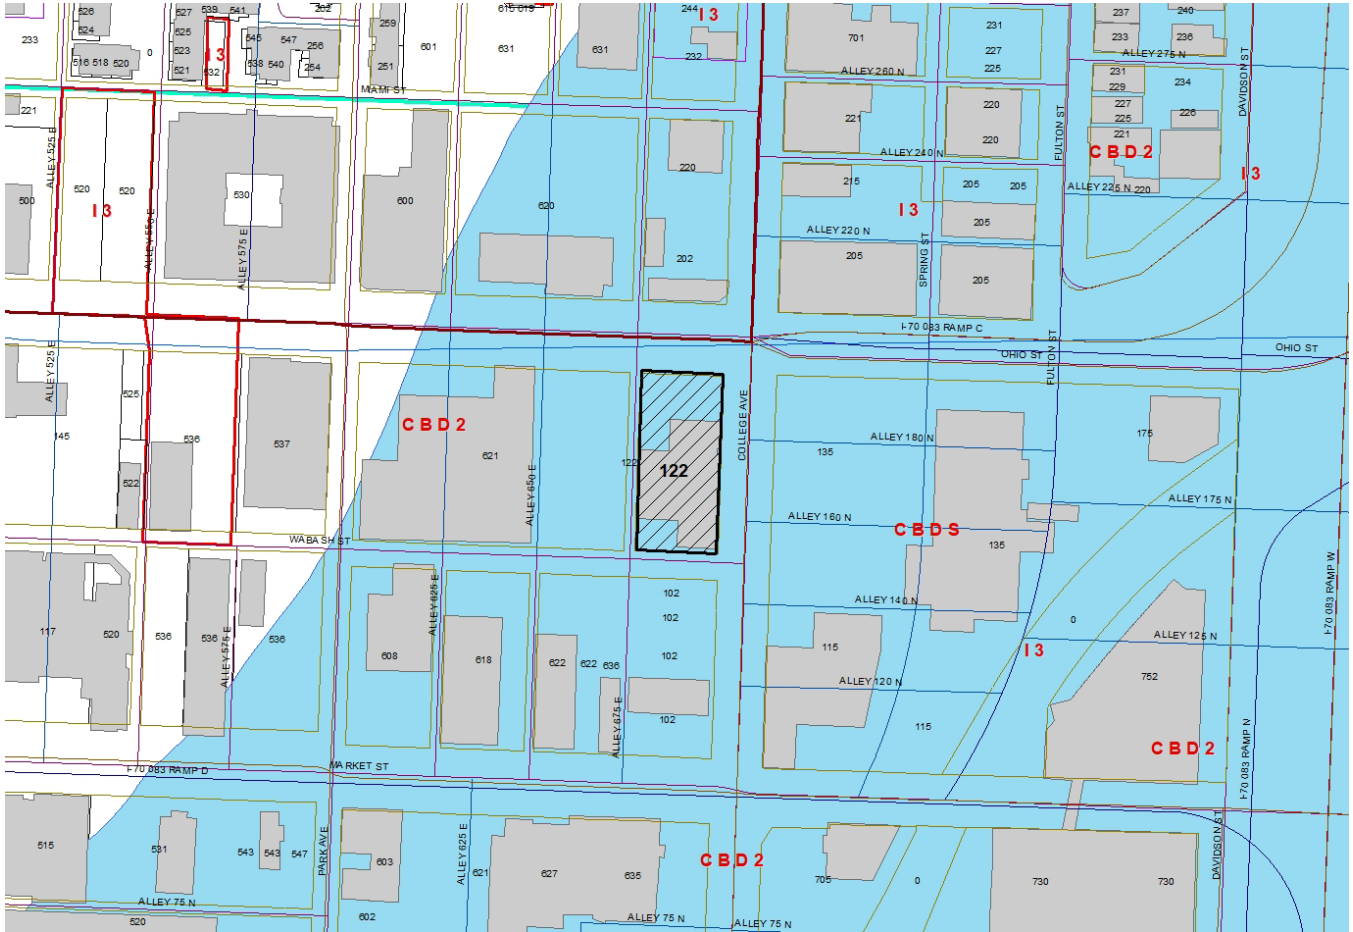 526
524
527
539
541
202
259
615 619
244
I 3
701
231
227
225
237
240
233
236
233
0
525
523
521
516
518
520
I 3
532
545
547
256
538
540
254
251
601
631
631
232
ALLEY 260 N
ALLEY 275 N
DAVIDSON ST
231
229
234
MIAMI ST
221
221
220
220
227
225
226
221
CBD 2
FULTON ST
ALLEY 240 N
ALLEY 525 E
520
520
500
I 3
ALLEY 550 E
530
ALLEY 575 E
600
620
220
202
215
205
205
I 3
205
ALLEY 220 N
205
205
SPRING ST
ALLEY 225 N
220
I 3
I-70 083 RAMP C
OHIO ST
OHIO ST
FULTON ST
ALLEY 525 E
525
145
536
537
522
CBD 2
621
ALLEY 650 E
122
122
COLLEGE AVE
135
ALLEY 180 N
175
ALLEY 175 N
ALLEY 160 N
CBD S
135
WABASH ST
I-70 083 RAMP W
117
520
536
536
ALLEY 575 E
536
608
ALLEY 625 E
618
622
622
636
102
102
102
102
ALLEY 675 E
ALLEY 140 N
0
ALLEY 125 N
I 3
115
752
ALLEY 120 N
115
CBD 2
I-70 083 RAMP N
I-70 083 RAMP D
MARKET ST
515
531
543
543
547
PARK AVE
603
ALLEY 625 E
621
627
635
CBD 2
705
0
730
730
DAVIDSON ST
ALLEY 75 N
520
602
ALLEY 75 N
ALLEY 75 N